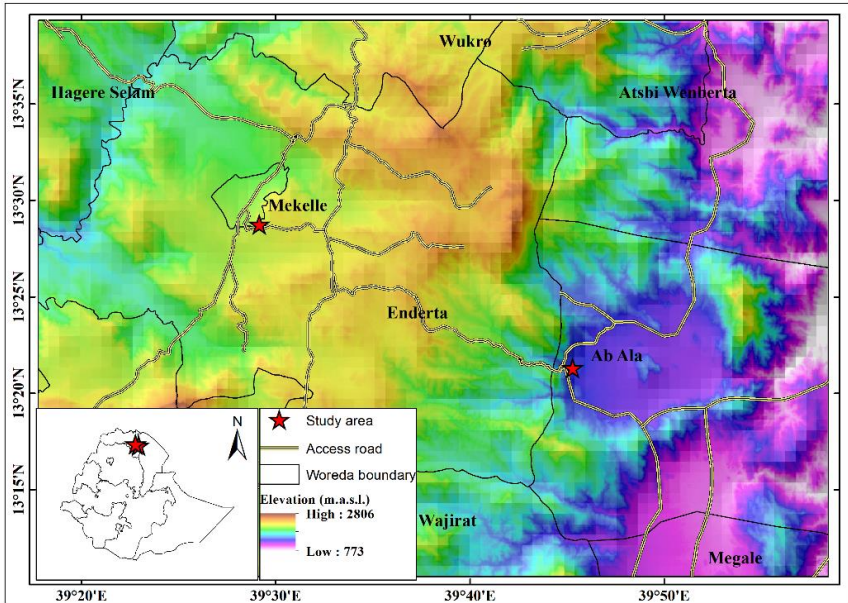 Wukro
Hagere Selam
Atsbi Wenberta
Mekelle
Enderta
Ab Ala
Wajirat
Megale
13°35'N
13°30'N
13°25'N
13°20'N
13°15'N
39°20'E
39°30'E
39°40'E
39°50'E
N
Study area
Access road
Woreda boundary
Elevation (m.a.s.l.)
High : 2806
Low : 773